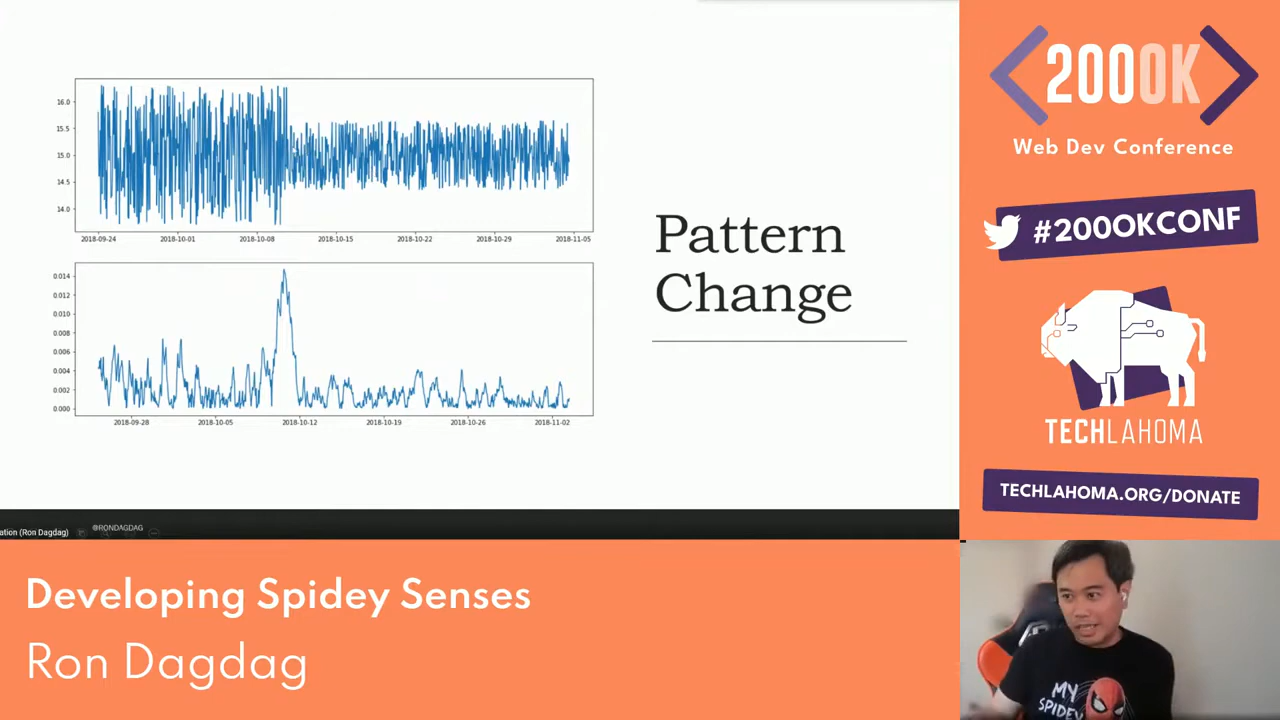 16.0
15.5
15.0
14.5
14.0
2018-09-24 2018-10-01 2018-10-08 2018-10-15 2018-10-22 2018-10-29 2018-11-05
0.014
0.012
0.010
0.008
0.006
0.004
0.002
0.000
2018-09-28 2018-10-05 2018-10-12 2018-10-19 2018-10-26 2018-11-02
Pattern
Change
ation (Ron Dagdag)
@RONDAGDAG
200OK
Web Dev Conference
#200OKCONF
TECHLAHOMA
TECHLAHOMA.ORG/DONATE
Developing Spidey Senses
Ron Dagdag
MY
SPIDEY